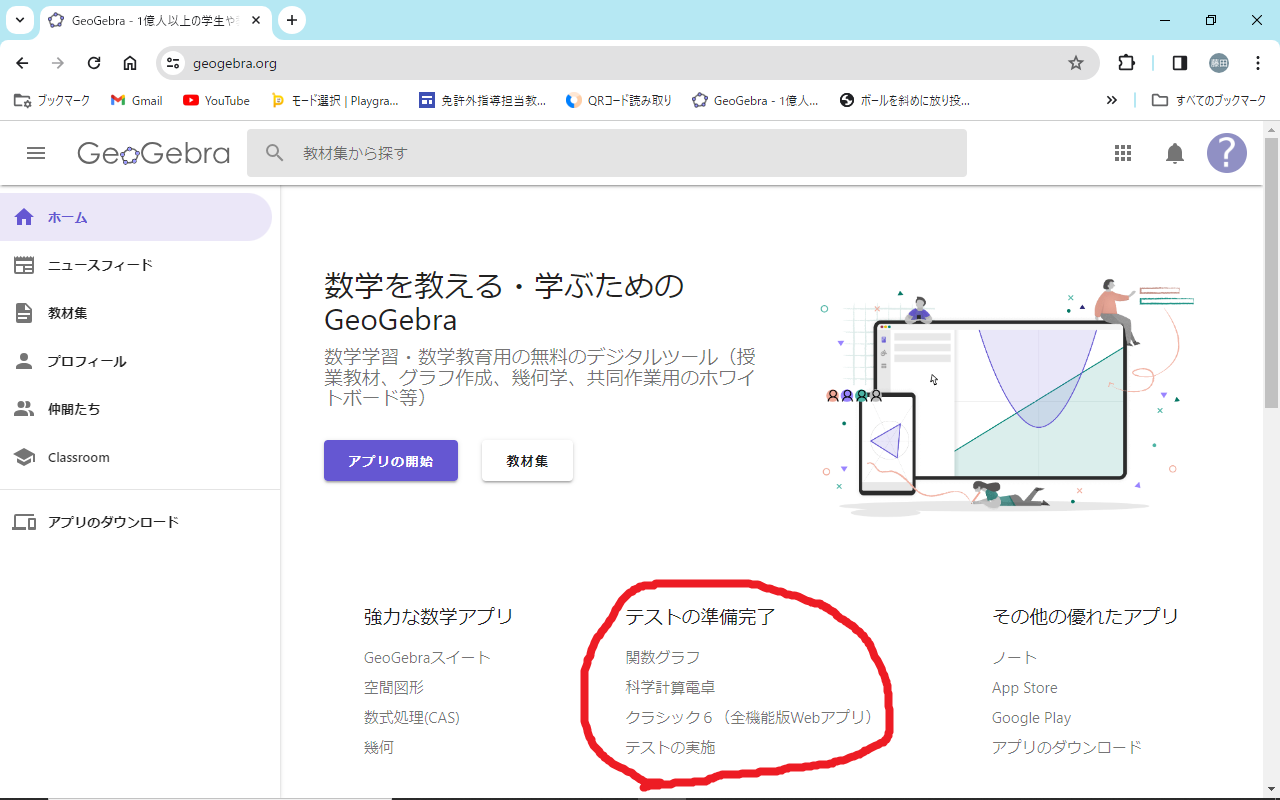 GeoGebra - 1億人以上の学生や
geogebra.org
藤田
ブックマーク
Gmail
YouTube
モード選択 | Playgra...
免許外指導担当教...
QRコード読み取り
GeoGebra - 1億人...
ボールを斜めに放り投...
すべてのブックマーク
GeoGebra
教材集から探す
?
ホーム
ニュースフィード
教材集
プロフィール
仲間たち
Classroom
アプリのダウンロード
数学を教える・学ぶための
GeoGebra
数学学習・数学教育用の無料のデジタルツール（授
業教材、グラフ作成、幾何学、共同作業用のホワイ
トボード等）
アプリの開始
教材集
強力な数学アプリ
GeoGebraスイート
空間図形
数式処理(CAS)
幾何
テストの準備完了
関数グラフ
科学計算電卓
クラシック６（全機能版Webアプリ）
テストの実施
その他の優れたアプリ
ノート
App Store
Google Play
アプリのダウンロード